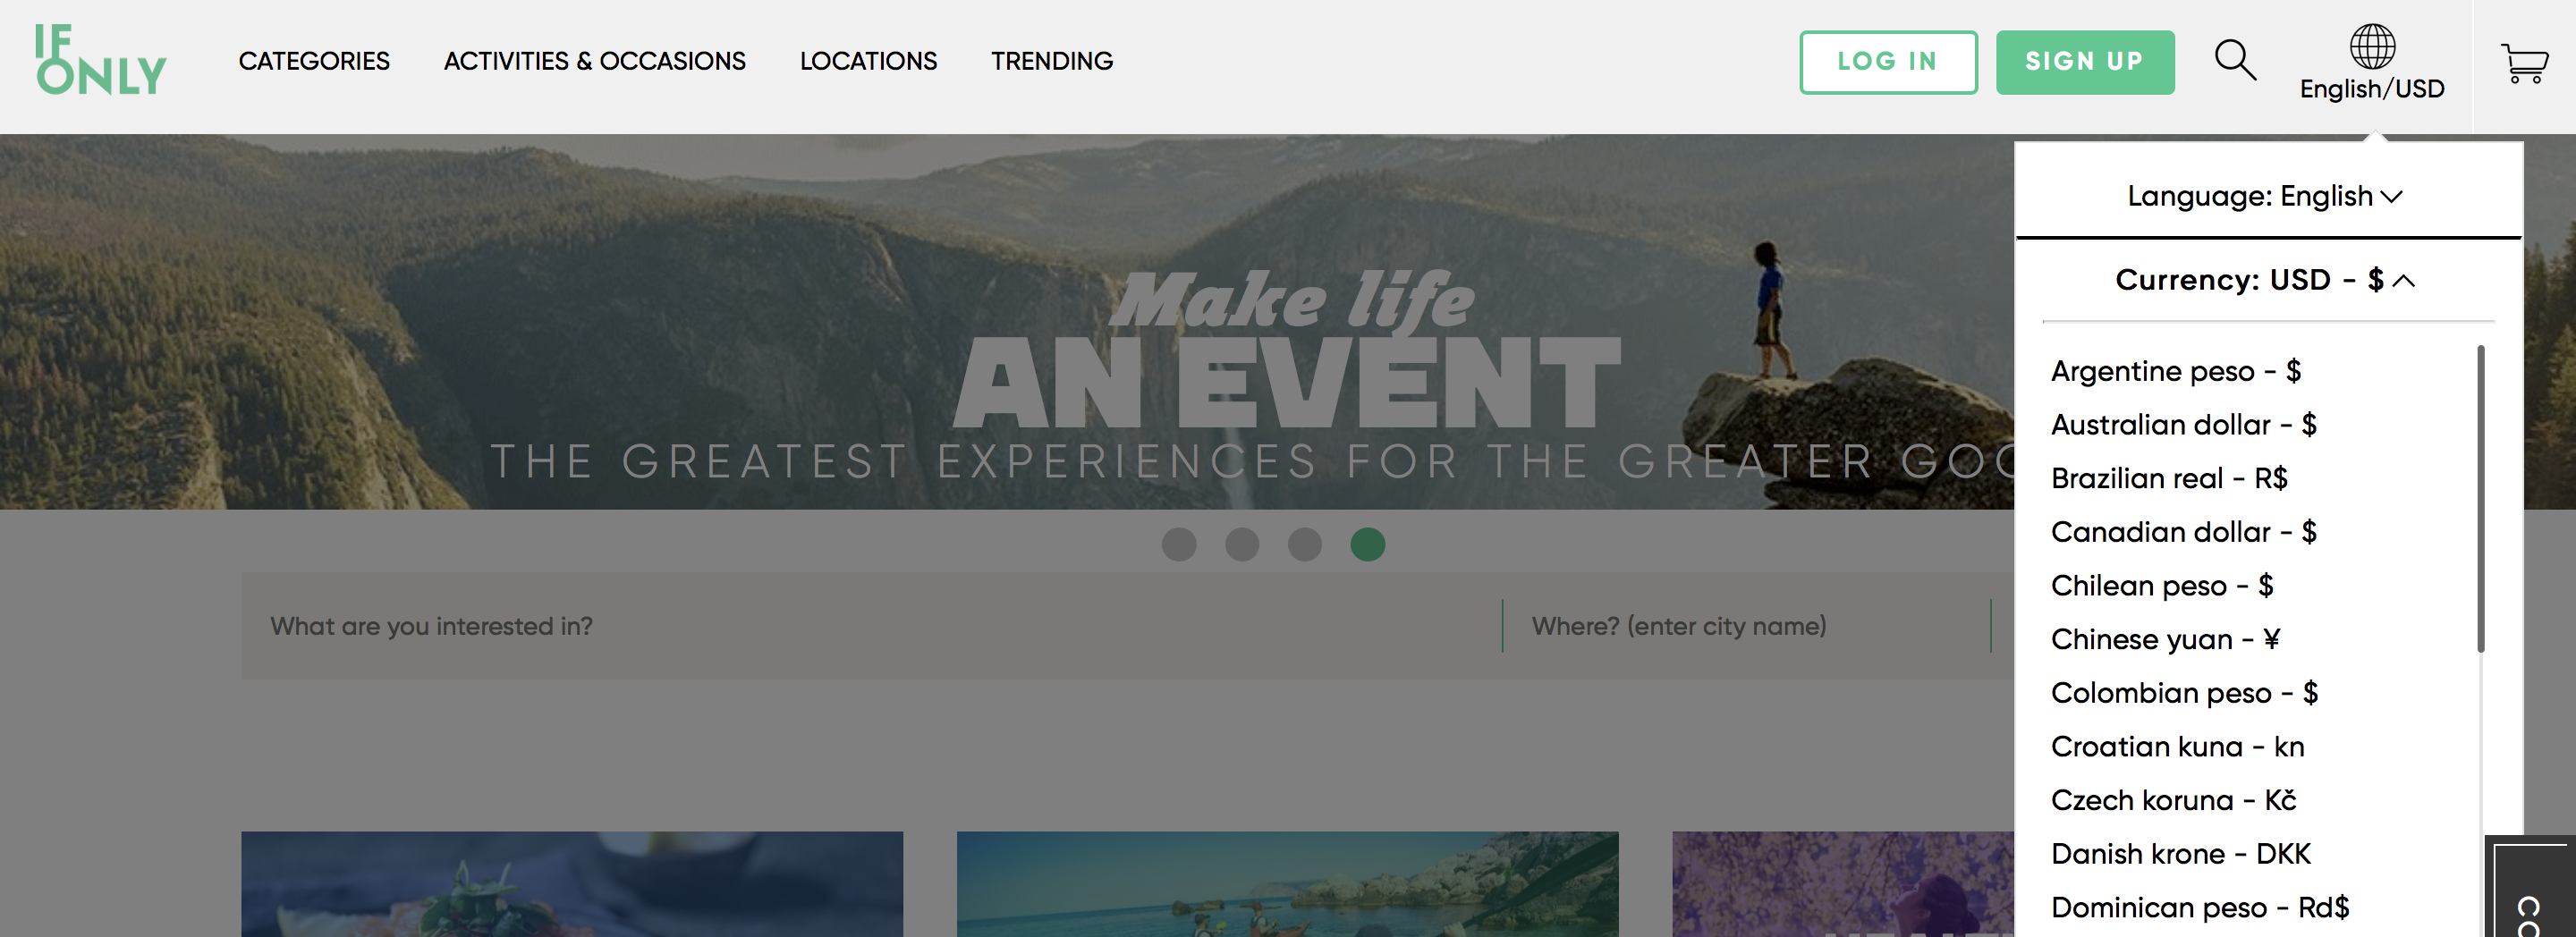 IF
ONLY
CATEGORIES
ACTIVITIES & OCCASIONS
LOCATIONS
TRENDING
LOG IN
SIGN UP
English/USD
Language: English
Currency: USD - $
Argentine peso - $
Australian dollar - $
Brazilian real - R$
Canadian dollar - $
Chilean peso - $
Chinese yuan - ¥
Colombian peso - $
Croatian kuna - kn
Czech koruna - Kč
Danish krone - DKK
Dominican peso - Rd$
Make life
AN EVENT
THE GREATEST EXPERIENCES FOR THE GREATER
What are you interested in?
Where? (enter city name)